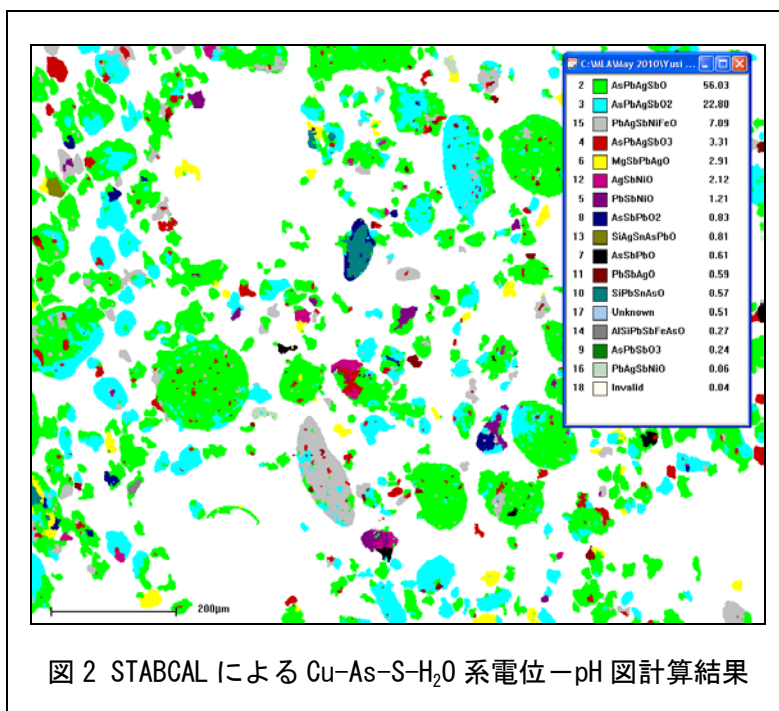 C:\MLA\May 2010\Yusi ...
2 AsPbAgSbO 56.03
3 AsPbAgSbO2 22.80
15 PbAgSbNiFeO 7.09
4 AsPbAgSbO3 3.31
6 MgSbPbAgO 2.91
12 AgSbNiO 2.12
5 PbSbNiO 1.21
8 AsSbPbO2 0.83
13 SiAgSnAsPbO 0.81
7 AsSbPbO 0.61
11 PbSbAgO 0.59
10 SiPbSnAsO 0.57
17 Unknown 0.51
14 AlSiPbSbFeAsO 0.27
9 AsPbSbO3 0.24
16 PbAgSbNiO 0.06
18 Invalid 0.04
200μm
図 2 STABCAL による Cu-As-S-H₂O 系電位－pH 図計算結果